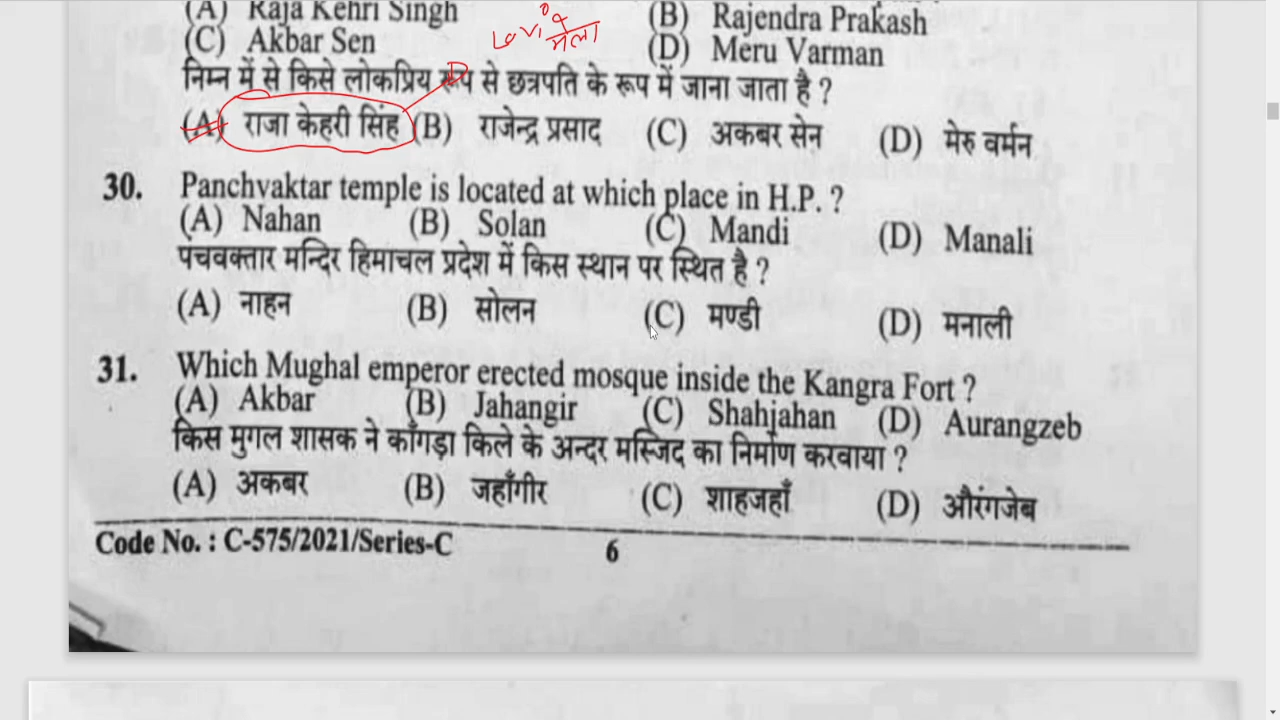 (A) Raja Kehri Singh (B) Rajendra Prakash
(C) Akbar Sen (D) Meru Varman
Lavi मेला
निम्न में से किसे लोकप्रिय रूप से छत्रपति के रूप में जाना जाता है ?
(A) राजा केहरी सिंह (B) राजेन्द्र प्रसाद (C) अकबर सेन (D) मेरु वर्मन
30. Panchvaktar temple is located at which place in H.P. ?
(A) Nahan (B) Solan (C) Mandi (D) Manali
पंचवक्तार मन्दिर हिमाचल प्रदेश में किस स्थान पर स्थित है ?
(A) नाहन (B) सोलन (C) मण्डी (D) मनाली
31. Which Mughal emperor erected mosque inside the Kangra Fort ?
(A) Akbar (B) Jahangir (C) Shahjahan (D) Aurangzeb
किस मुगल शासक ने काँगड़ा किले के अन्दर मस्जिद का निर्माण करवाया ?
(A) अकबर (B) जहाँगीर (C) शाहजहाँ (D) औरंगजेब
Code No. : C-575/2021/Series-C 6